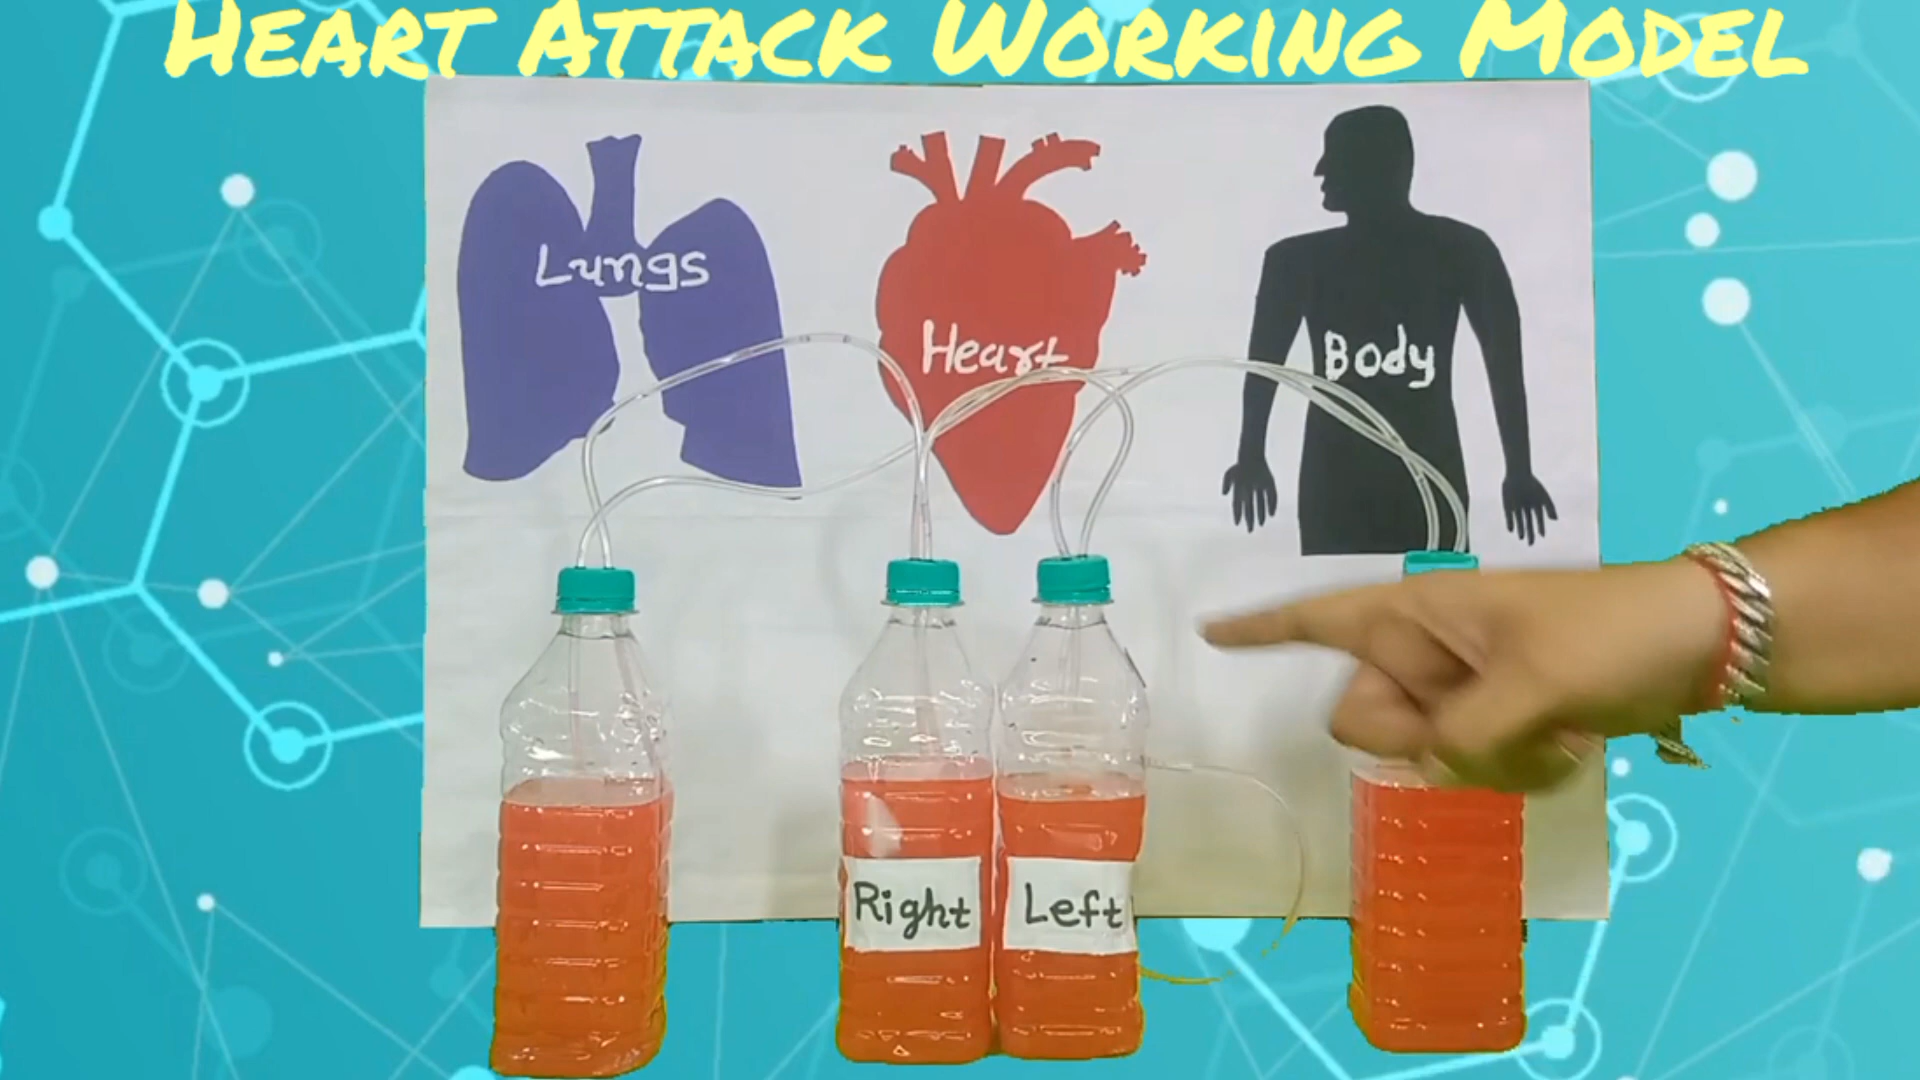 HEART ATTACK WORKING MODEL
Lungs
Heart
Body
Right
Left